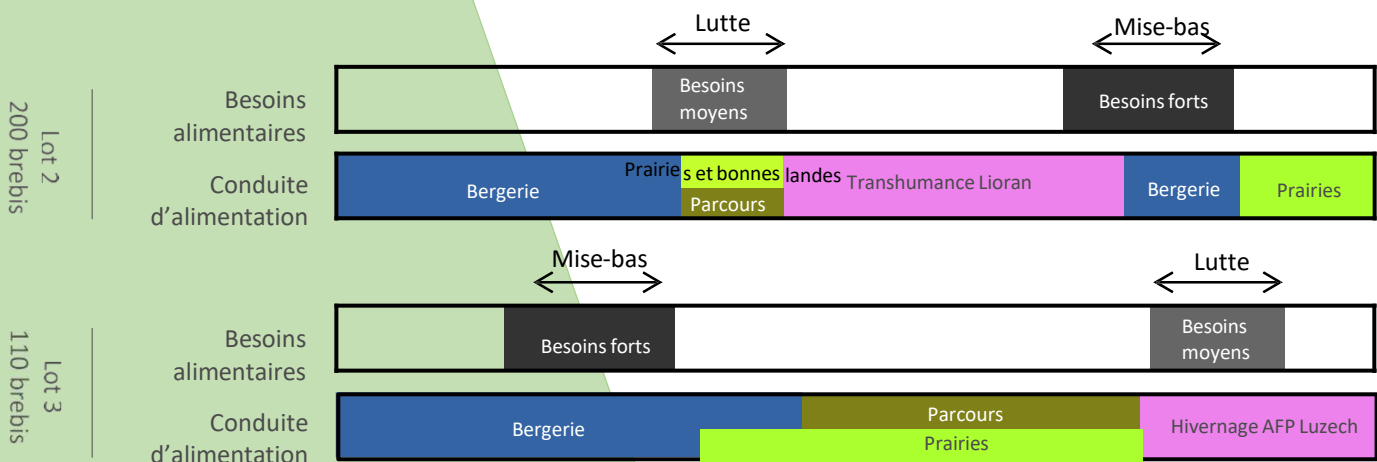 Lutte
Mise-bas
Lot 2
200 brebis
Besoins
alimentaires
Besoins
moyens
Besoins forts
Conduite
d'alimentation
Bergerie
Prairies et bonnes landes
Parcours
Transhumance Lioran
Bergerie
Prairies
Mise-bas
Lutte
Lot 3
110 brebis
Besoins
alimentaires
Besoins forts
Besoins
moyens
Conduite
d'alimentation
Bergerie
Parcours
Prairies
Hivernage AFP Luzech